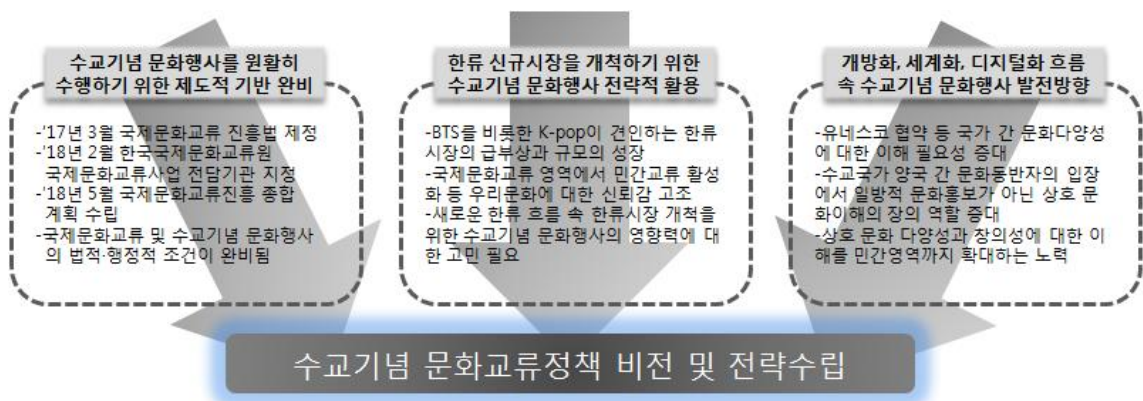 수교기념 문화행사를 원활히
수행하기 위한 제도적 기반 완비
-'17년 3월 국제문화교류 진흥법 제정
-'18년 2월 한국국제문화교류원
국제문화교류사업 전담기관 지정
-'18년 5월 국제문화교류진흥 종합
계획 수립
-국제문화교류 및 수교기념 문화행사
의 법적·행정적 조건이 완비됨
한류 신규시장을 개척하기 위한
수교기념 문화행사 전략적 활용
-BTS를 비롯한 K-pop이 견인하는 한류
시장의 급부상과 규모의 성장
-국제문화교류 영역에서 민간교류 활성
화 등 우리문화에 대한 신뢰감 고조
-새로운 한류 흐름 속 한류시장 개척을
위한 수교기념 문화행사의 영향력에 대
한 고민 필요
개방화, 세계화, 디지털화 흐름
속 수교기념 문화행사 발전방향
-유네스코 협약 등 국가 간 문화다양성
에 대한 이해 필요성 증대
-수교국가 양국 간 문화동반자의 입장
에서 일방적 문화홍보가 아닌 상호 문
화이해의 장의 역할 증대
-상호 문화 다양성과 창의성에 대한 이
해를 민간영역까지 확대하는 노력
수교기념 문화교류정책 비전 및 전략수립